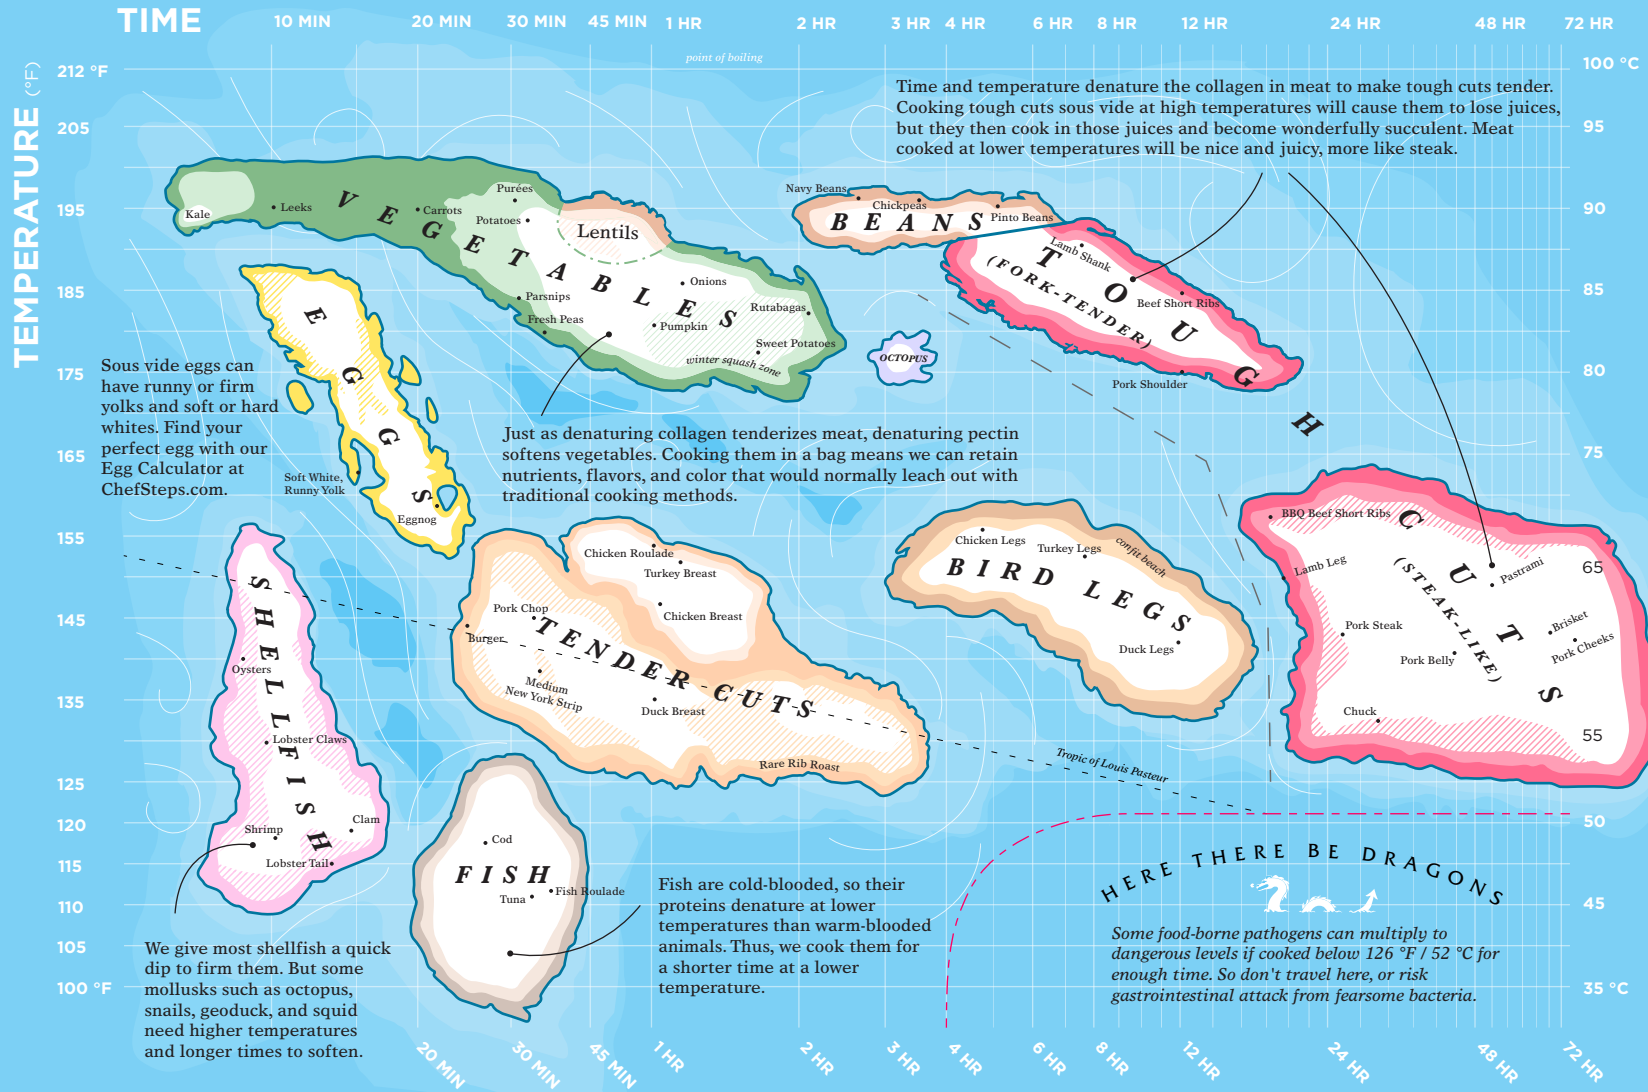 TIME
10 MIN
20 MIN
30 MIN
45 MIN
1 HR
2 HR
3 HR
4 HR
6 HR
8 HR
12 HR
24 HR
48 HR
72 HR
TEMPERATURE (°F)
212 °F
205
195
185
175
165
155
145
135
125
120
115
110
105
100 °F
100 °C
95
90
85
80
75
65
55
50
45
35 °C
point of boiling
Time and temperature denature the collagen in meat to make tough cuts tender.
Cooking tough cuts sous vide at high temperatures will cause them to lose juices,
but they then cook in those juices and become wonderfully succulent. Meat
cooked at lower temperatures will be nice and juicy, more like steak.
VEGETABLES
Kale
Leeks
Carrots
Purées
Potatoes
Lentils
Parsnips
Fresh Peas
Onions
Pumpkin
Rutabagas
Sweet Potatoes
winter squash zone
BEANS
Navy Beans
Chickpeas
Pinto Beans
TOUGH
(FORK-TENDER)
Lamb Shank
Beef Short Ribs
Pork Shoulder
OCTOPUS
EGGS
Soft White,
Runny Yolk
Eggnog
Sous vide eggs can
have runny or firm
yolks and soft or hard
whites. Find your
perfect egg with our
Egg Calculator at
ChefSteps.com.
Just as denaturing collagen tenderizes meat, denaturing pectin
softens vegetables. Cooking them in a bag means we can retain
nutrients, flavors, and color that would normally leach out with
traditional cooking methods.
CUTS
(STEAK-LIKE)
BBQ Beef Short Ribs
Lamb Leg
Pastrami
Pork Steak
Brisket
Pork Cheeks
Pork Belly
Chuck
BIRD LEGS
Chicken Legs
Turkey Legs
confit beach
Duck Legs
TENDER CUTS
Chicken Roulade
Turkey Breast
Chicken Breast
Pork Chop
Burger
Medium
New York Strip
Duck Breast
Rare Rib Roast
SHELLFISH
Oysters
Lobster Claws
Shrimp
Clam
Lobster Tail
FISH
Cod
Fish Roulade
Tuna
Tropic of Louis Pasteur
We give most shellfish a quick
dip to firm them. But some
mollusks such as octopus,
snails, geoduck, and squid
need higher temperatures
and longer times to soften.
Fish are cold-blooded, so their
proteins denature at lower
temperatures than warm-blooded
animals. Thus, we cook them for
a shorter time at a lower
temperature.
HERE THERE BE DRAGONS
Some food-borne pathogens can multiply to
dangerous levels if cooked below 126 °F / 52 °C for
enough time. So don't travel here, or risk
gastrointestinal attack from fearsome bacteria.
20 MIN
30 MIN
45 MIN
1 HR
2 HR
3 HR
4 HR
6 HR
8 HR
12 HR
24 HR
48 HR
72 HR